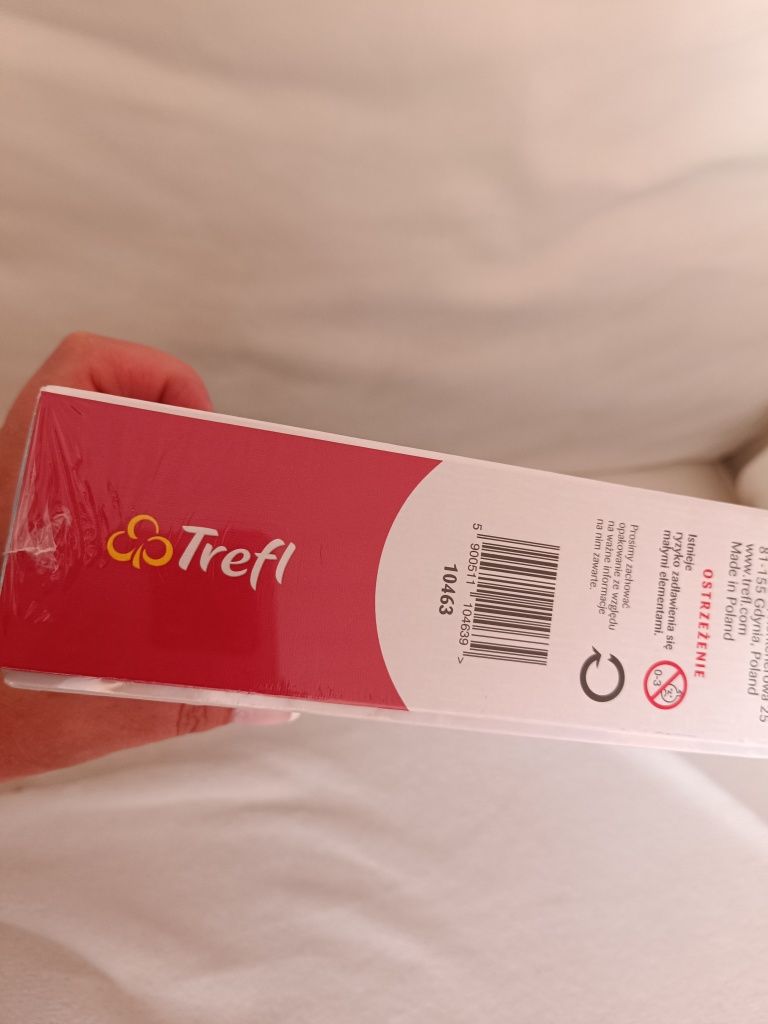 Trefl
5 900511 104639 >
10463
Prosimy zachować
opakowanie ze względu
na ważne informacje
na nim zawarte.
OSTRZEŻENIE
Istnieje
ryzyko zadławienia się
małymi elementami.
0-3
25
81-155 Gdynia, Poland
www.trefl.com
Made in Poland